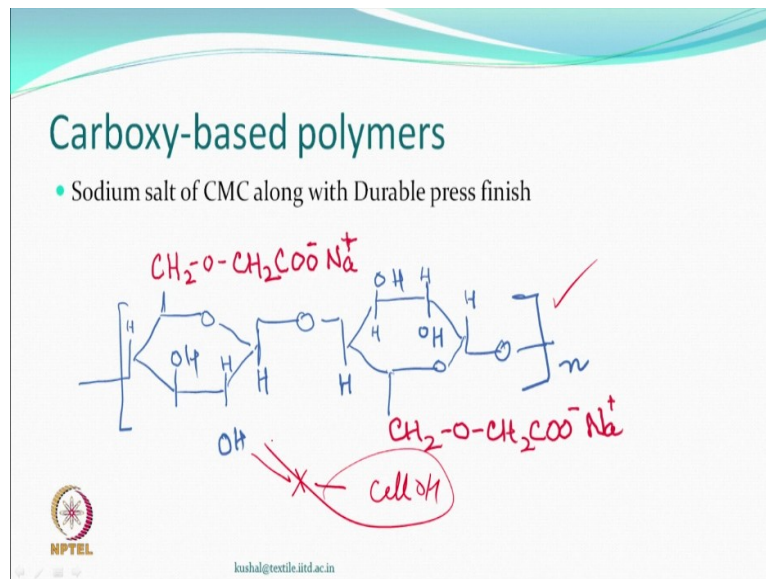 Carboxy-based polymers
• Sodium salt of CMC along with Durable press finish
CH₂-O-CH₂COO⁻Na⁺
OH H
H O O H O
H OH
OH H H
H H O n
OH CH₂-O-CH₂COO⁻Na⁺
X cell OH
NPTEL
kushal@textile.iitd.ac.in